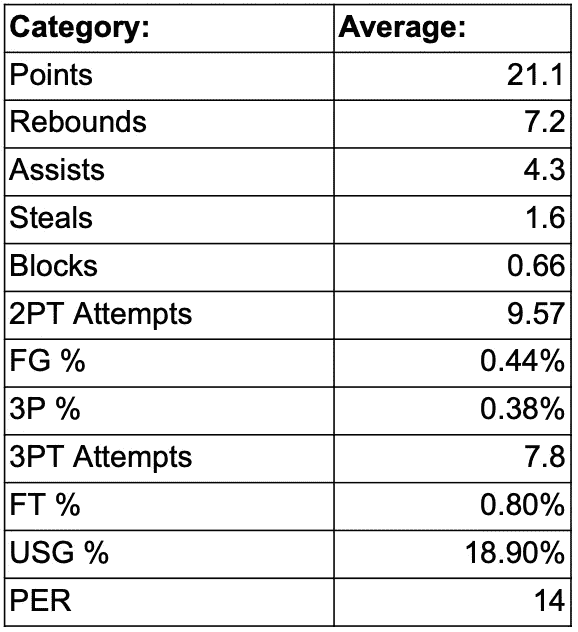 Category: Average:
Points 21.1
Rebounds 7.2
Assists 4.3
Steals 1.6
Blocks 0.66
2PT Attempts 9.57
FG % 0.44%
3P % 0.38%
3PT Attempts 7.8
FT % 0.80%
USG % 18.90%
PER 14